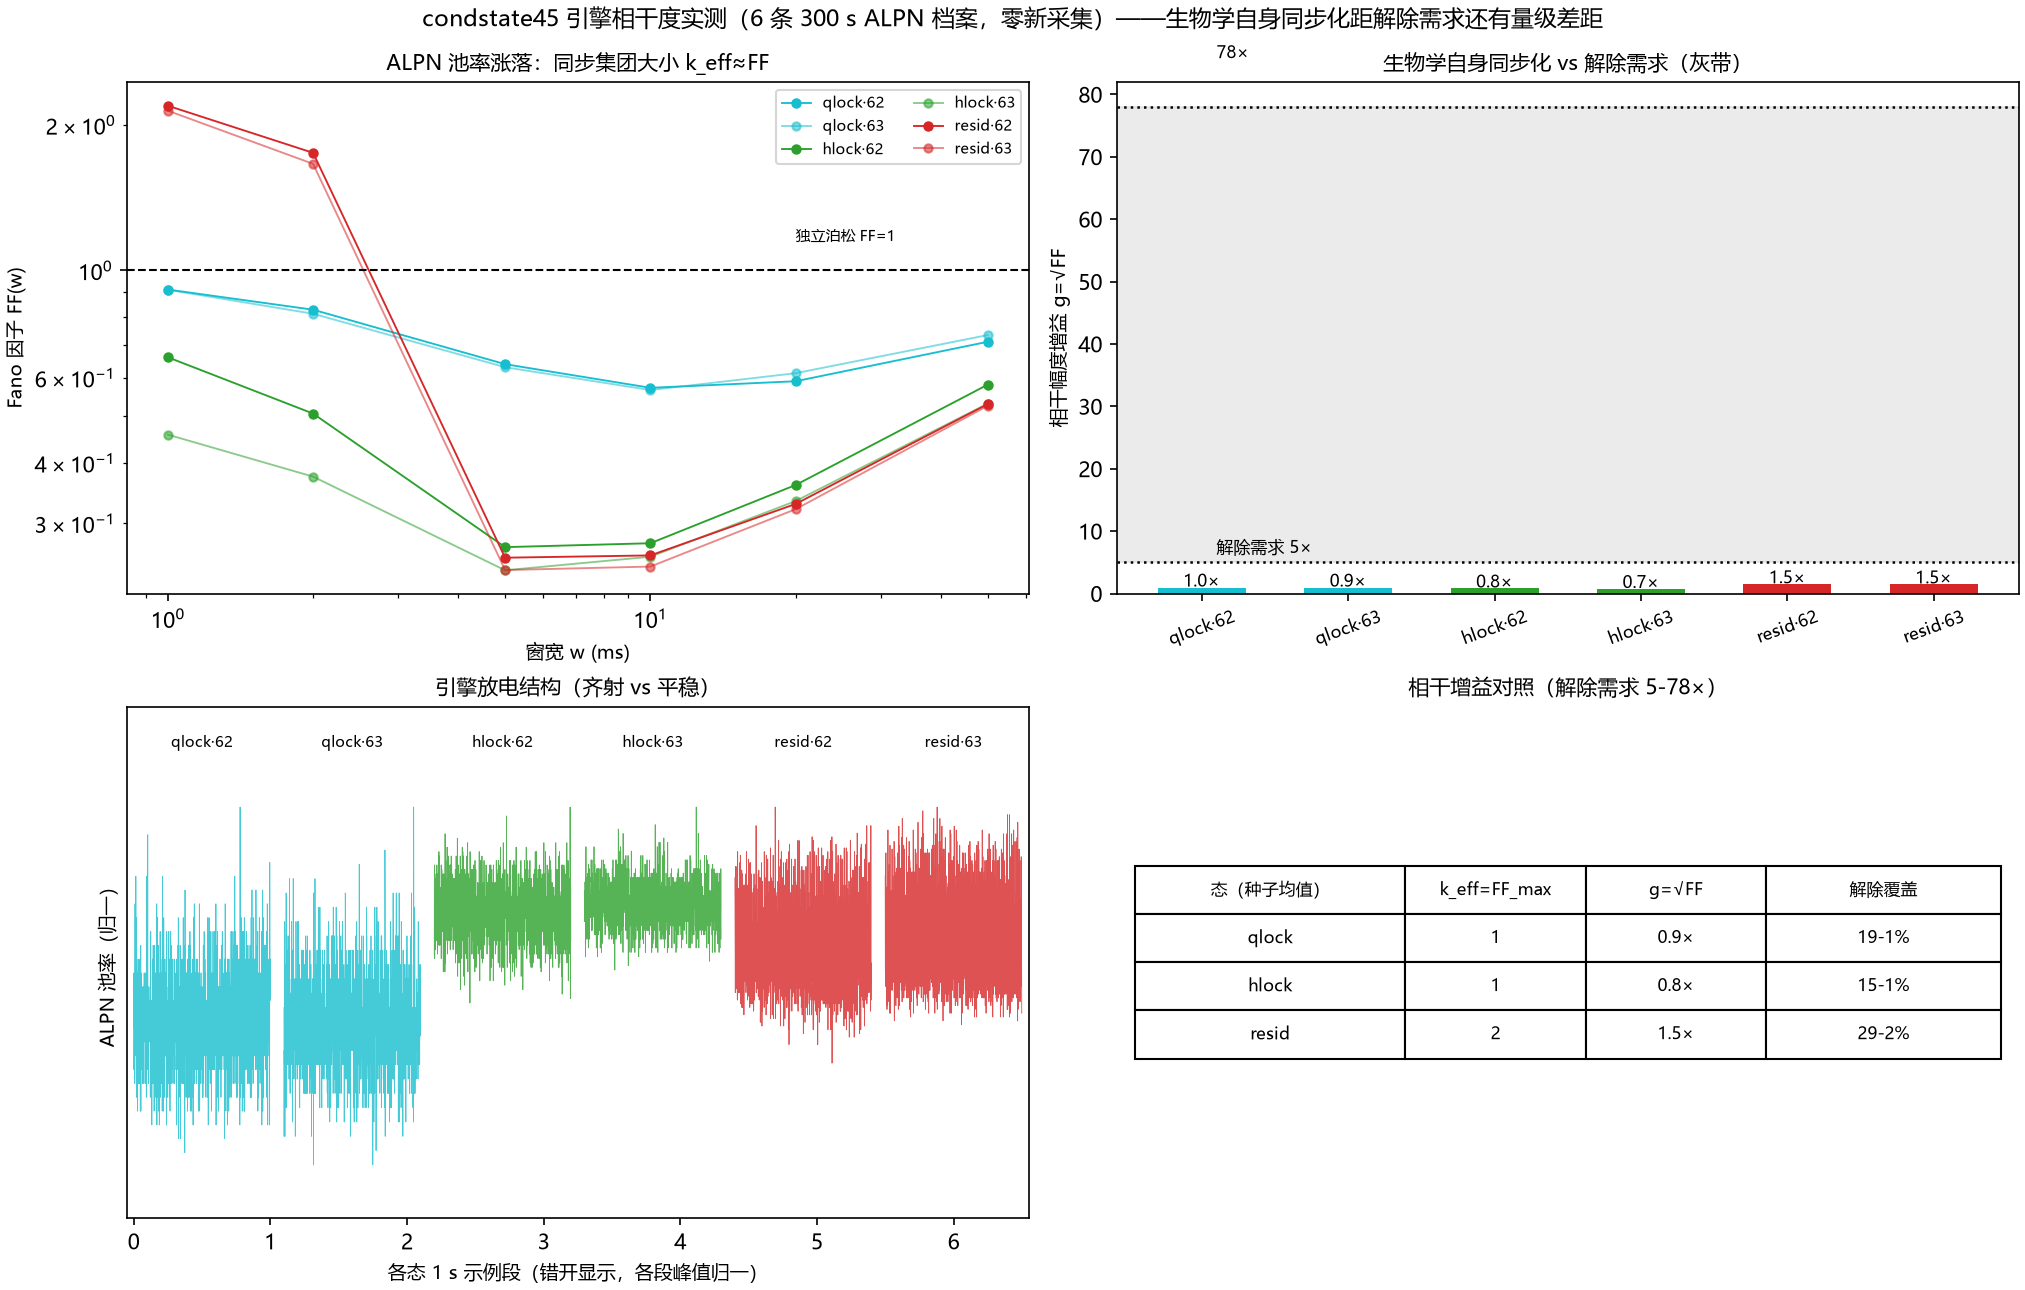 condstate45 引擎相干度实测（6 条 300 s ALPN 档案，零新采集）——生物学自身同步化距解除需求还有量级差距
ALPN 池率涨落：同步集团大小 k_eff≈FF
Fano 因子 FF(w)
2 × 10⁰
10⁰
6 × 10⁻¹
4 × 10⁻¹
3 × 10⁻¹
qlock·62
qlock·63
hlock·62
hlock·63
resid·62
resid·63
独立泊松 FF=1
10⁰
10¹
窗宽 w (ms)
78×
生物学自身同步化 vs 解除需求（灰带）
相干幅度增益 g=√FF
80
70
60
50
40
30
20
10
0
解除需求 5×
1.0×
0.9×
0.8×
0.7×
1.5×
1.5×
qlock·62
qlock·63
hlock·62
hlock·63
resid·62
resid·63
引擎放电结构（齐射 vs 平稳）
ALPN 池率（归一）
qlock·62
qlock·63
hlock·62
hlock·63
resid·62
resid·63
0
1
2
3
4
5
6
各态 1 s 示例段（错开显示，各段峰值归一）
相干增益对照（解除需求 5-78×）
态（种子均值） k_eff=FF_max g=√FF 解除覆盖
qlock 1 0.9× 19-1%
hlock 1 0.8× 15-1%
resid 2 1.5× 29-2%